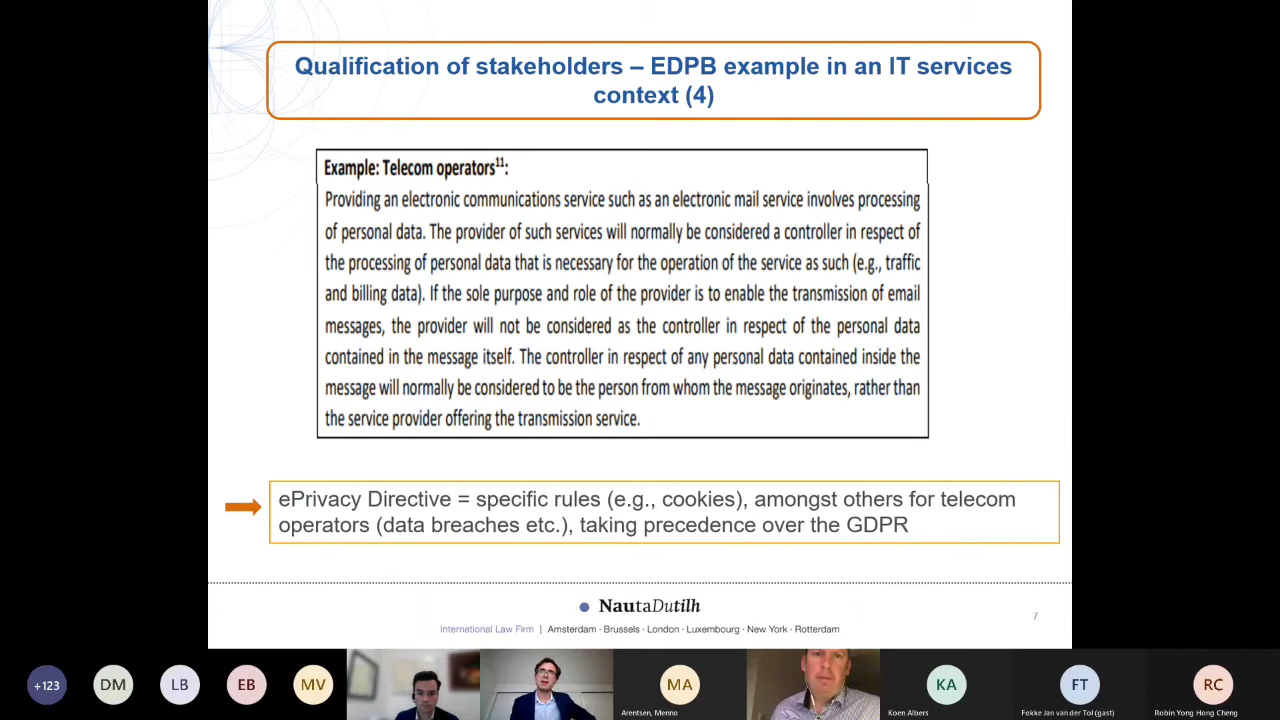 Qualification of stakeholders – EDPB example in an IT services
context (4)
Example: Telecom operators11:
Providing an electronic communications service such as an electronic mail service involves processing
of personal data. The provider of such services will normally be considered a controller in respect of
the processing of personal data that is necessary for the operation of the service as such (e.g., traffic
and billing data). If the sole purpose and role of the provider is to enable the transmission of email
messages, the provider will not be considered as the controller in respect of the personal data
contained in the message itself. The controller in respect of any personal data contained inside the
message will normally be considered to be the person from whom the message originates, rather than
the service provider offering the transmission service.
ePrivacy Directive = specific rules (e.g., cookies), amongst others for telecom
operators (data breaches etc.), taking precedence over the GDPR
NautaDutilh
International Law Firm | Amsterdam · Brussels · London · Luxembourg · New York · Rotterdam
7
+123 DM LB EB MV MA KA FT RC
Arentsen, Menno Koen Albers Fokke Jan van der Tol (gast) Robin Yong Hong Cheng